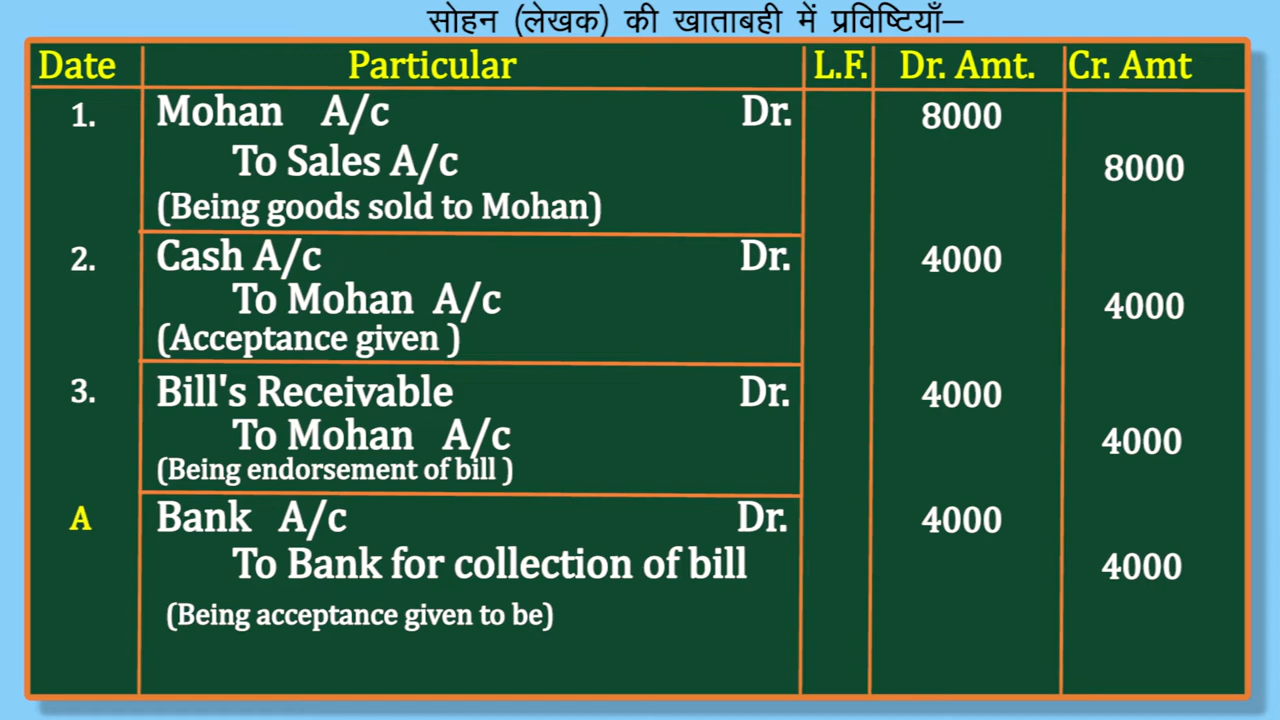 सोहन (लेखक) की खाताबही में प्रविष्टियाँ–
Date Particular L.F. Dr. Amt. Cr. Amt
1. Mohan A/c Dr. 8000
To Sales A/c 8000
(Being goods sold to Mohan)
2. Cash A/c Dr. 4000
To Mohan A/c 4000
(Acceptance given )
3. Bill's Receivable Dr. 4000
To Mohan A/c 4000
(Being endorsement of bill )
A Bank A/c Dr. 4000
To Bank for collection of bill 4000
(Being acceptance given to be)